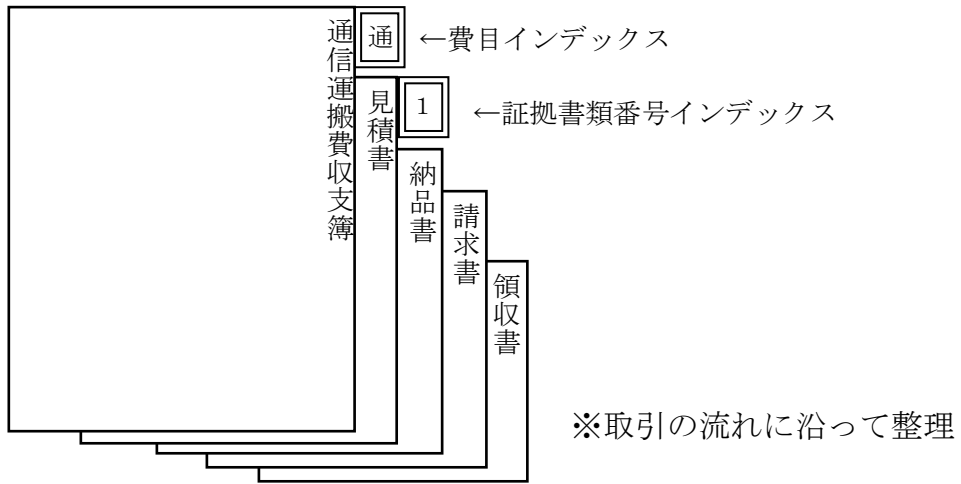 通信運搬費収支簿
通
←費目インデックス
見積書
1
←証拠書類番号インデックス
納品書
請求書
領収書
※取引の流れに沿って整理